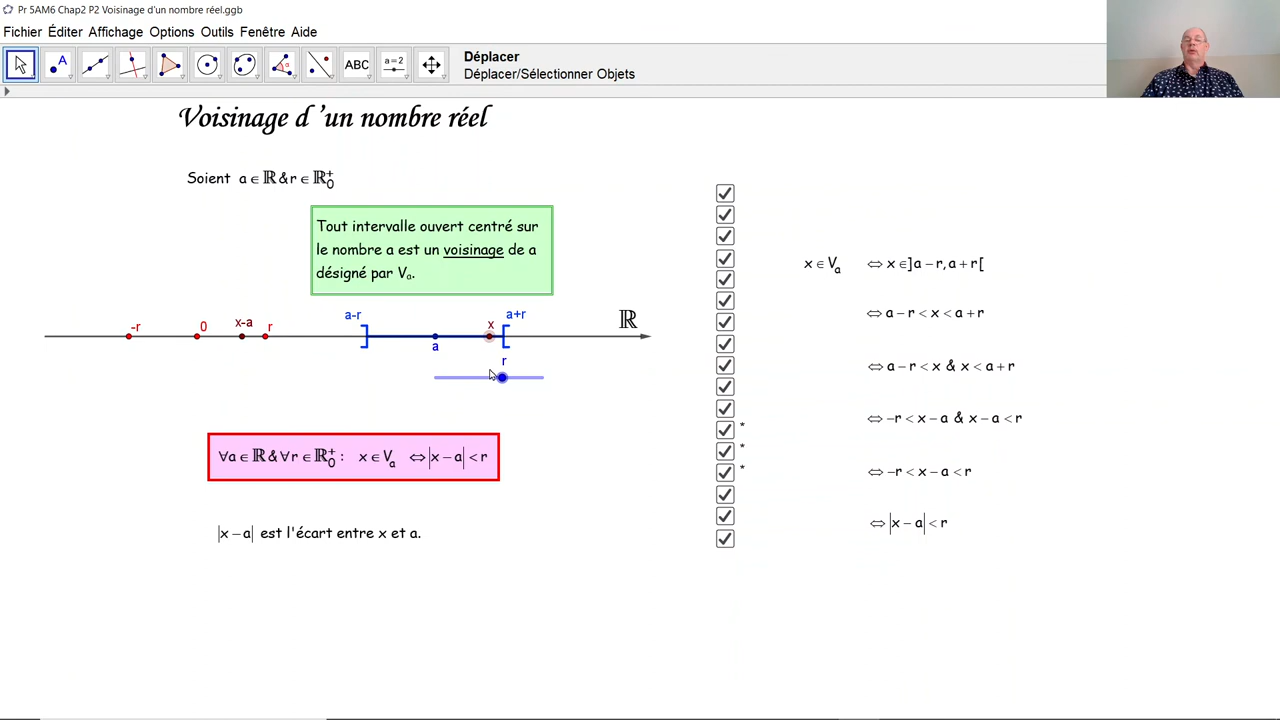 Pr 5AM6 Chap2 P2 Voisinage d'un nombre réel.ggb
Fichier Éditer Affichage Options Outils Fenêtre Aide
A ABC a=2 Déplacer
Déplacer/Sélectionner Objets
Voisinage d 'un nombre réel
Soient a ∈ ℝ & r ∈ ℝ₀⁺
Tout intervalle ouvert centré sur
le nombre a est un voisinage de a
désigné par Vₐ.
-r 0 x-a r a-r a x a+r ℝ
r
∀a ∈ ℝ & ∀r ∈ ℝ₀⁺ : x ∈ Vₐ ⇔ |x − a| < r
|x − a| est l'écart entre x et a.
*
*
*
x ∈ Vₐ ⇔ x ∈ ]a − r, a + r[
⇔ a − r < x < a + r
⇔ a − r < x & x < a + r
⇔ −r < x − a & x − a < r
⇔ −r < x − a < r
⇔ |x − a| < r